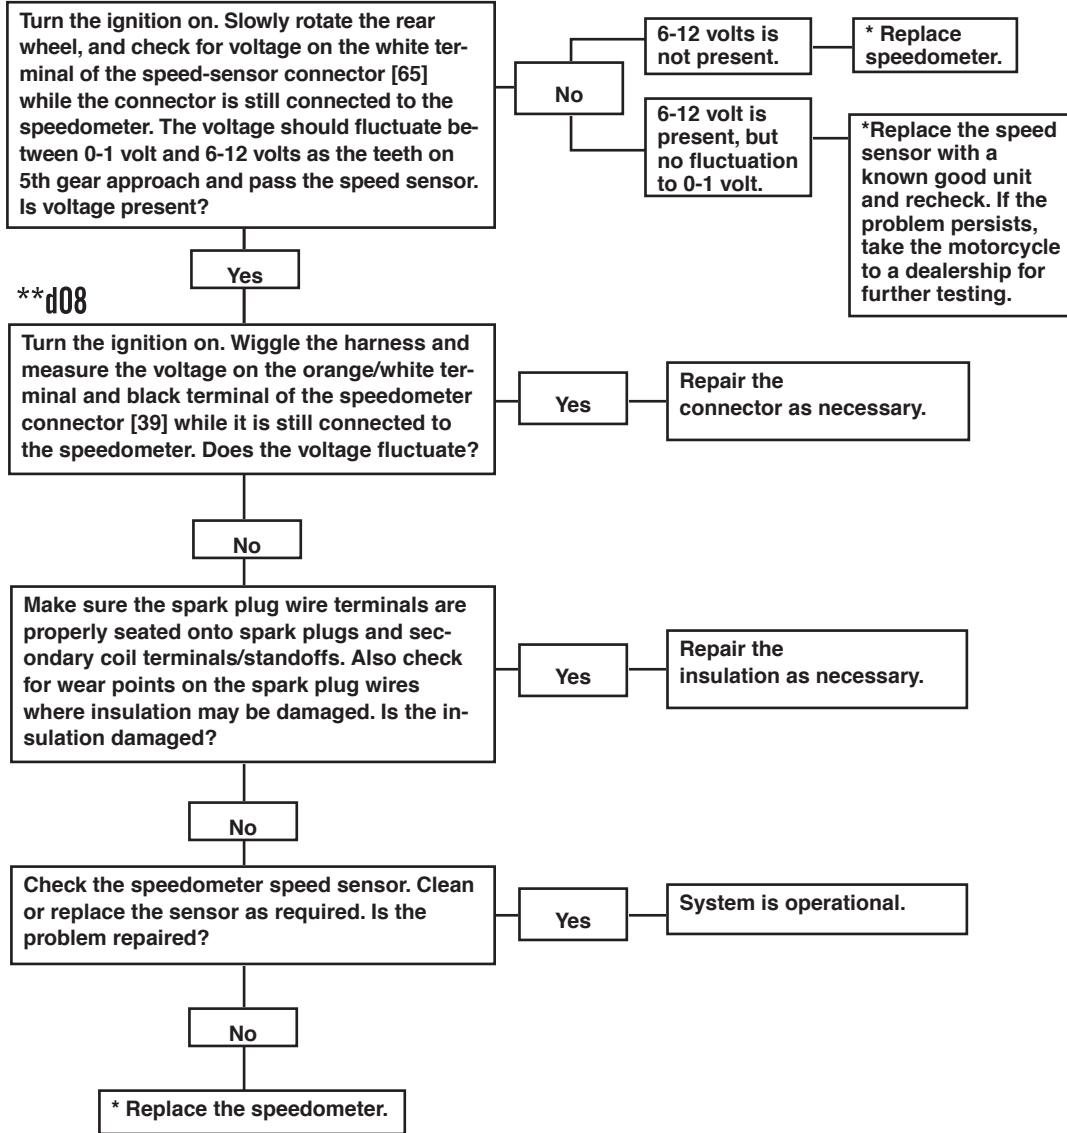 Turn the ignition on. Slowly rotate the rear
wheel, and check for voltage on the white ter-
minal of the speed-sensor connector [65]
while the connector is still connected to the
speedometer. The voltage should fluctuate be-
tween 0-1 volt and 6-12 volts as the teeth on
5th gear approach and pass the speed sensor.
Is voltage present?
No
6-12 volts is
not present.
* Replace
speedometer.
6-12 volt is
present, but
no fluctuation
to 0-1 volt.
*Replace the speed
sensor with a
known good unit
and recheck. If the
problem persists,
take the motorcycle
to a dealership for
further testing.
Yes
**d08
Turn the ignition on. Wiggle the harness and
measure the voltage on the orange/white ter-
minal and black terminal of the speedometer
connector [39] while it is still connected to
the speedometer. Does the voltage fluctuate?
Yes
Repair the
connector as necessary.
No
Make sure the spark plug wire terminals are
properly seated onto spark plugs and sec-
ondary coil terminals/standoffs. Also check
for wear points on the spark plug wires
where insulation may be damaged. Is the in-
sulation damaged?
Yes
Repair the
insulation as necessary.
No
Check the speedometer speed sensor. Clean
or replace the sensor as required. Is the
problem repaired?
Yes
System is operational.
No
* Replace the speedometer.